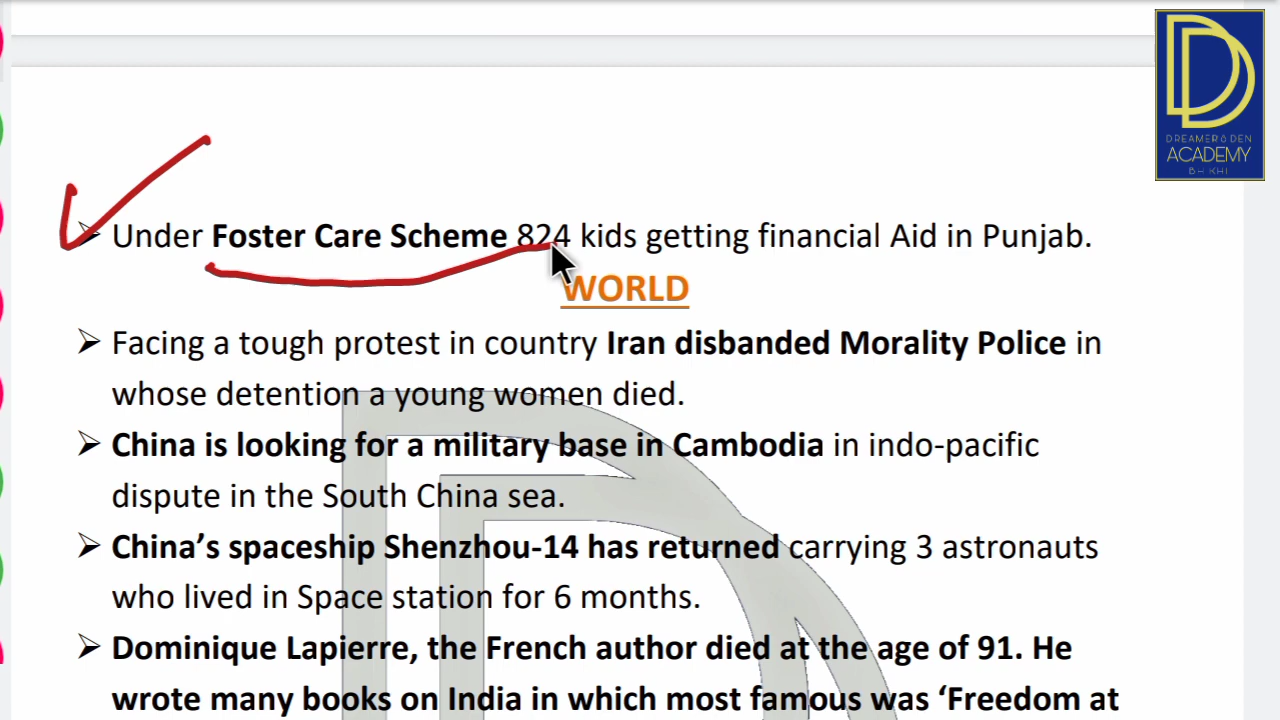 DREAMER'S DEN
ACADEMY
BHIKHI
➢ Under Foster Care Scheme 824 kids getting financial Aid in Punjab.
WORLD
➢ Facing a tough protest in country Iran disbanded Morality Police in
whose detention a young women died.
➢ China is looking for a military base in Cambodia in indo-pacific
dispute in the South China sea.
➢ China’s spaceship Shenzhou-14 has returned carrying 3 astronauts
who lived in Space station for 6 months.
➢ Dominique Lapierre, the French author died at the age of 91. He
wrote many books on India in which most famous was ‘Freedom at